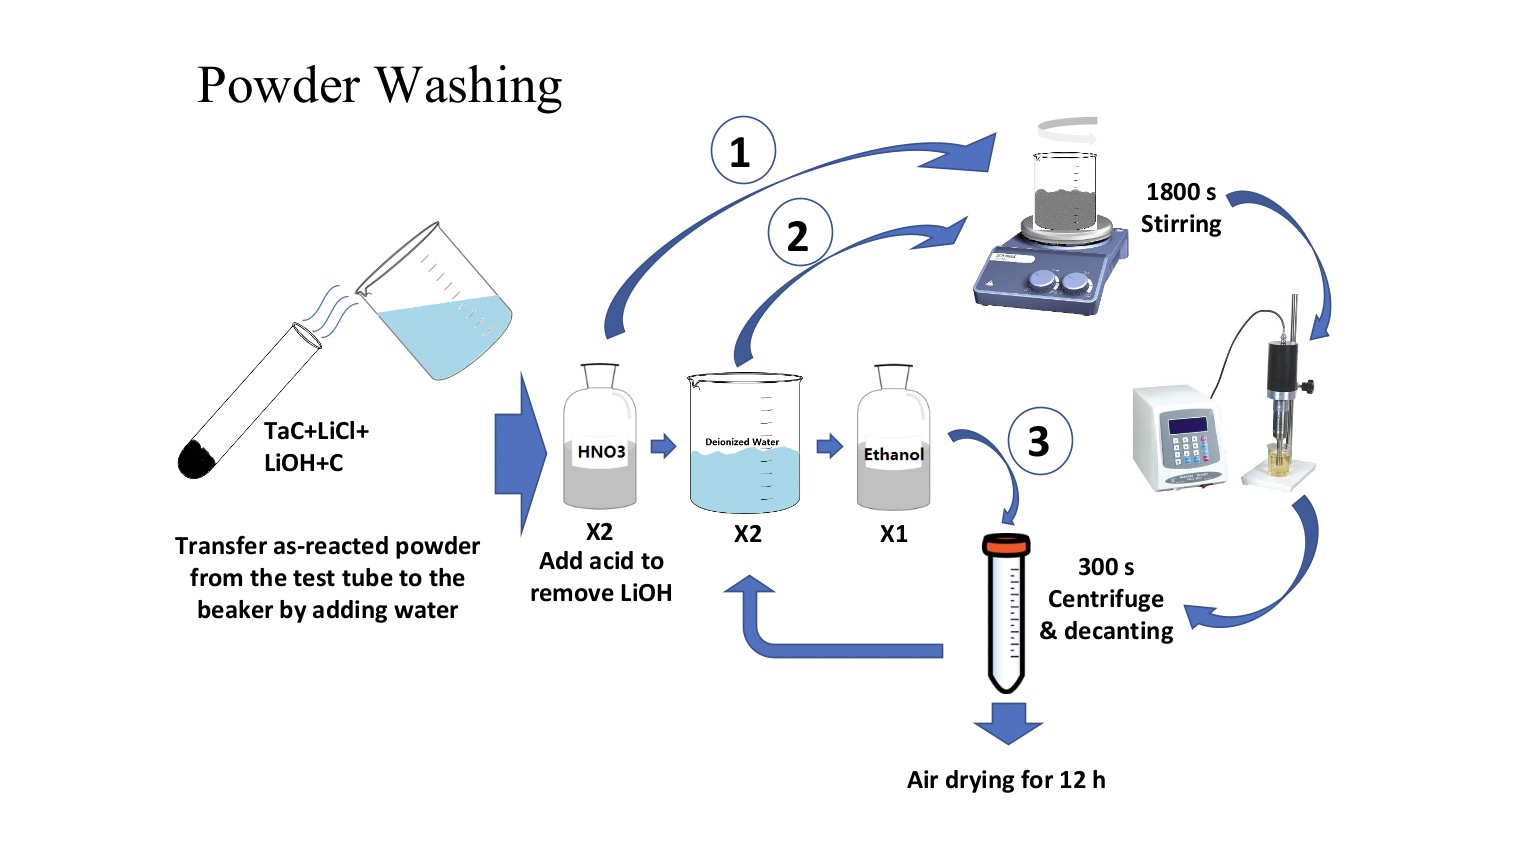 Powder Washing
1
2
1800 s
Stirring
TaC+LiCl+
LiOH+C
HNO3
Deionized Water
Ethanol
3
X2
X2
X1
Add acid to
remove LiOH
Transfer as-reacted powder
from the test tube to the
beaker by adding water
300 s
Centrifuge
& decanting
Air drying for 12 h